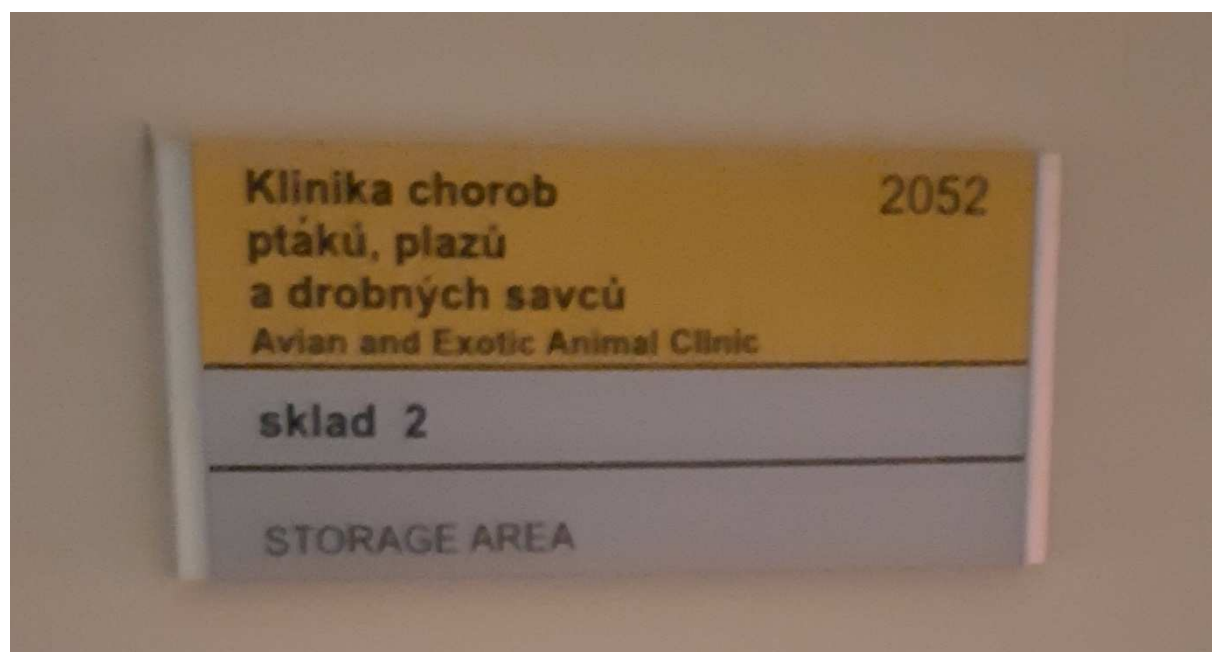 Klinika chorob 2052
ptáků, plazů
a drobných savců
Avian and Exotic Animal Clinic
sklad 2
STORAGE AREA